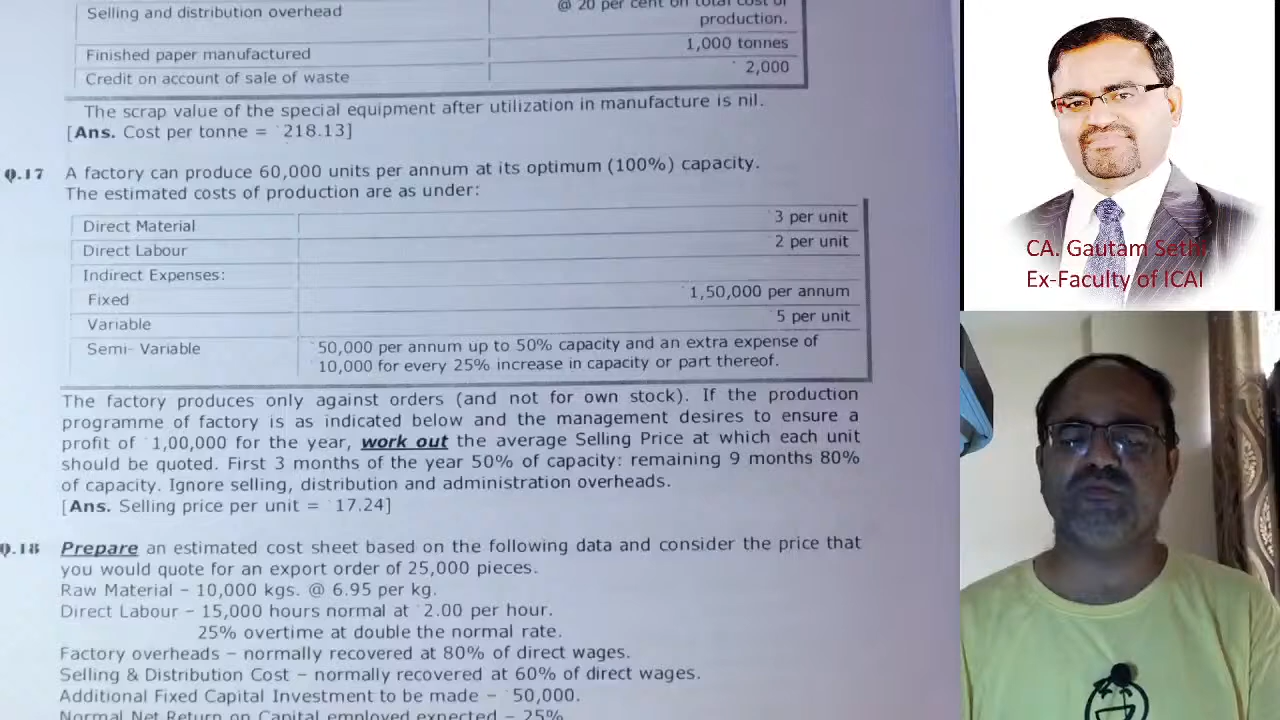 Selling and distribution overhead
@ 20 per cent on total cost of
production.
Finished paper manufactured
1,000 tonnes
Credit on account of sale of waste
` 2,000
The scrap value of the special equipment after utilization in manufacture is nil.
[Ans. Cost per tonne = ` 218.13]
Q.17 A factory can produce 60,000 units per annum at its optimum (100%) capacity.
The estimated costs of production are as under:
Direct Material ` 3 per unit
Direct Labour ` 2 per unit
Indirect Expenses:
Fixed ` 1,50,000 per annum
Variable ` 5 per unit
Semi- Variable ` 50,000 per annum up to 50% capacity and an extra expense of
` 10,000 for every 25% increase in capacity or part thereof.
The factory produces only against orders (and not for own stock). If the production
programme of factory is as indicated below and the management desires to ensure a
profit of ` 1,00,000 for the year, work out the average Selling Price at which each unit
should be quoted. First 3 months of the year 50% of capacity: remaining 9 months 80%
of capacity. Ignore selling, distribution and administration overheads.
[Ans. Selling price per unit = ` 17.24]
Q.18 Prepare an estimated cost sheet based on the following data and consider the price that
you would quote for an export order of 25,000 pieces.
Raw Material – 10,000 kgs. @ 6.95 per kg.
Direct Labour – 15,000 hours normal at ` 2.00 per hour.
25% overtime at double the normal rate.
Factory overheads – normally recovered at 80% of direct wages.
Selling & Distribution Cost – normally recovered at 60% of direct wages.
Additional Fixed Capital Investment to be made – ` 50,000.
Normal Net Return on Capital employed expected – 25%
CA. Gautam Sethi
Ex-Faculty of ICAI